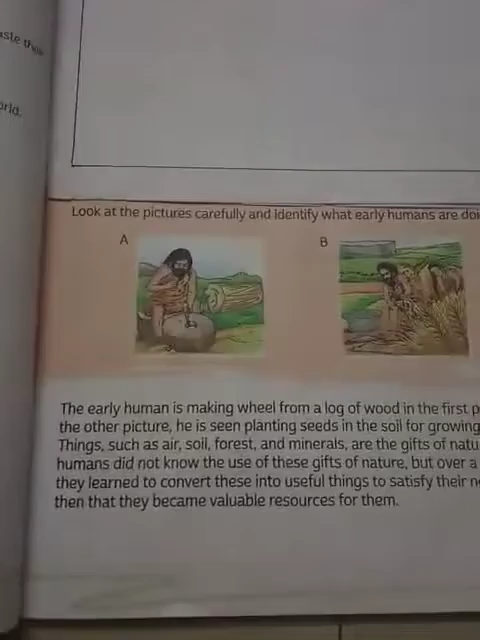 aste the
orld.
Look at the pictures carefully and identify what early humans are doi
A
B
The early human is making wheel from a log of wood in the first p
the other picture, he is seen planting seeds in the soil for growing
Things, such as air, soil, forest, and minerals, are the gifts of natu
humans did not know the use of these gifts of nature, but over a
they learned to convert these into useful things to satisfy their n
then that they became valuable resources for them.